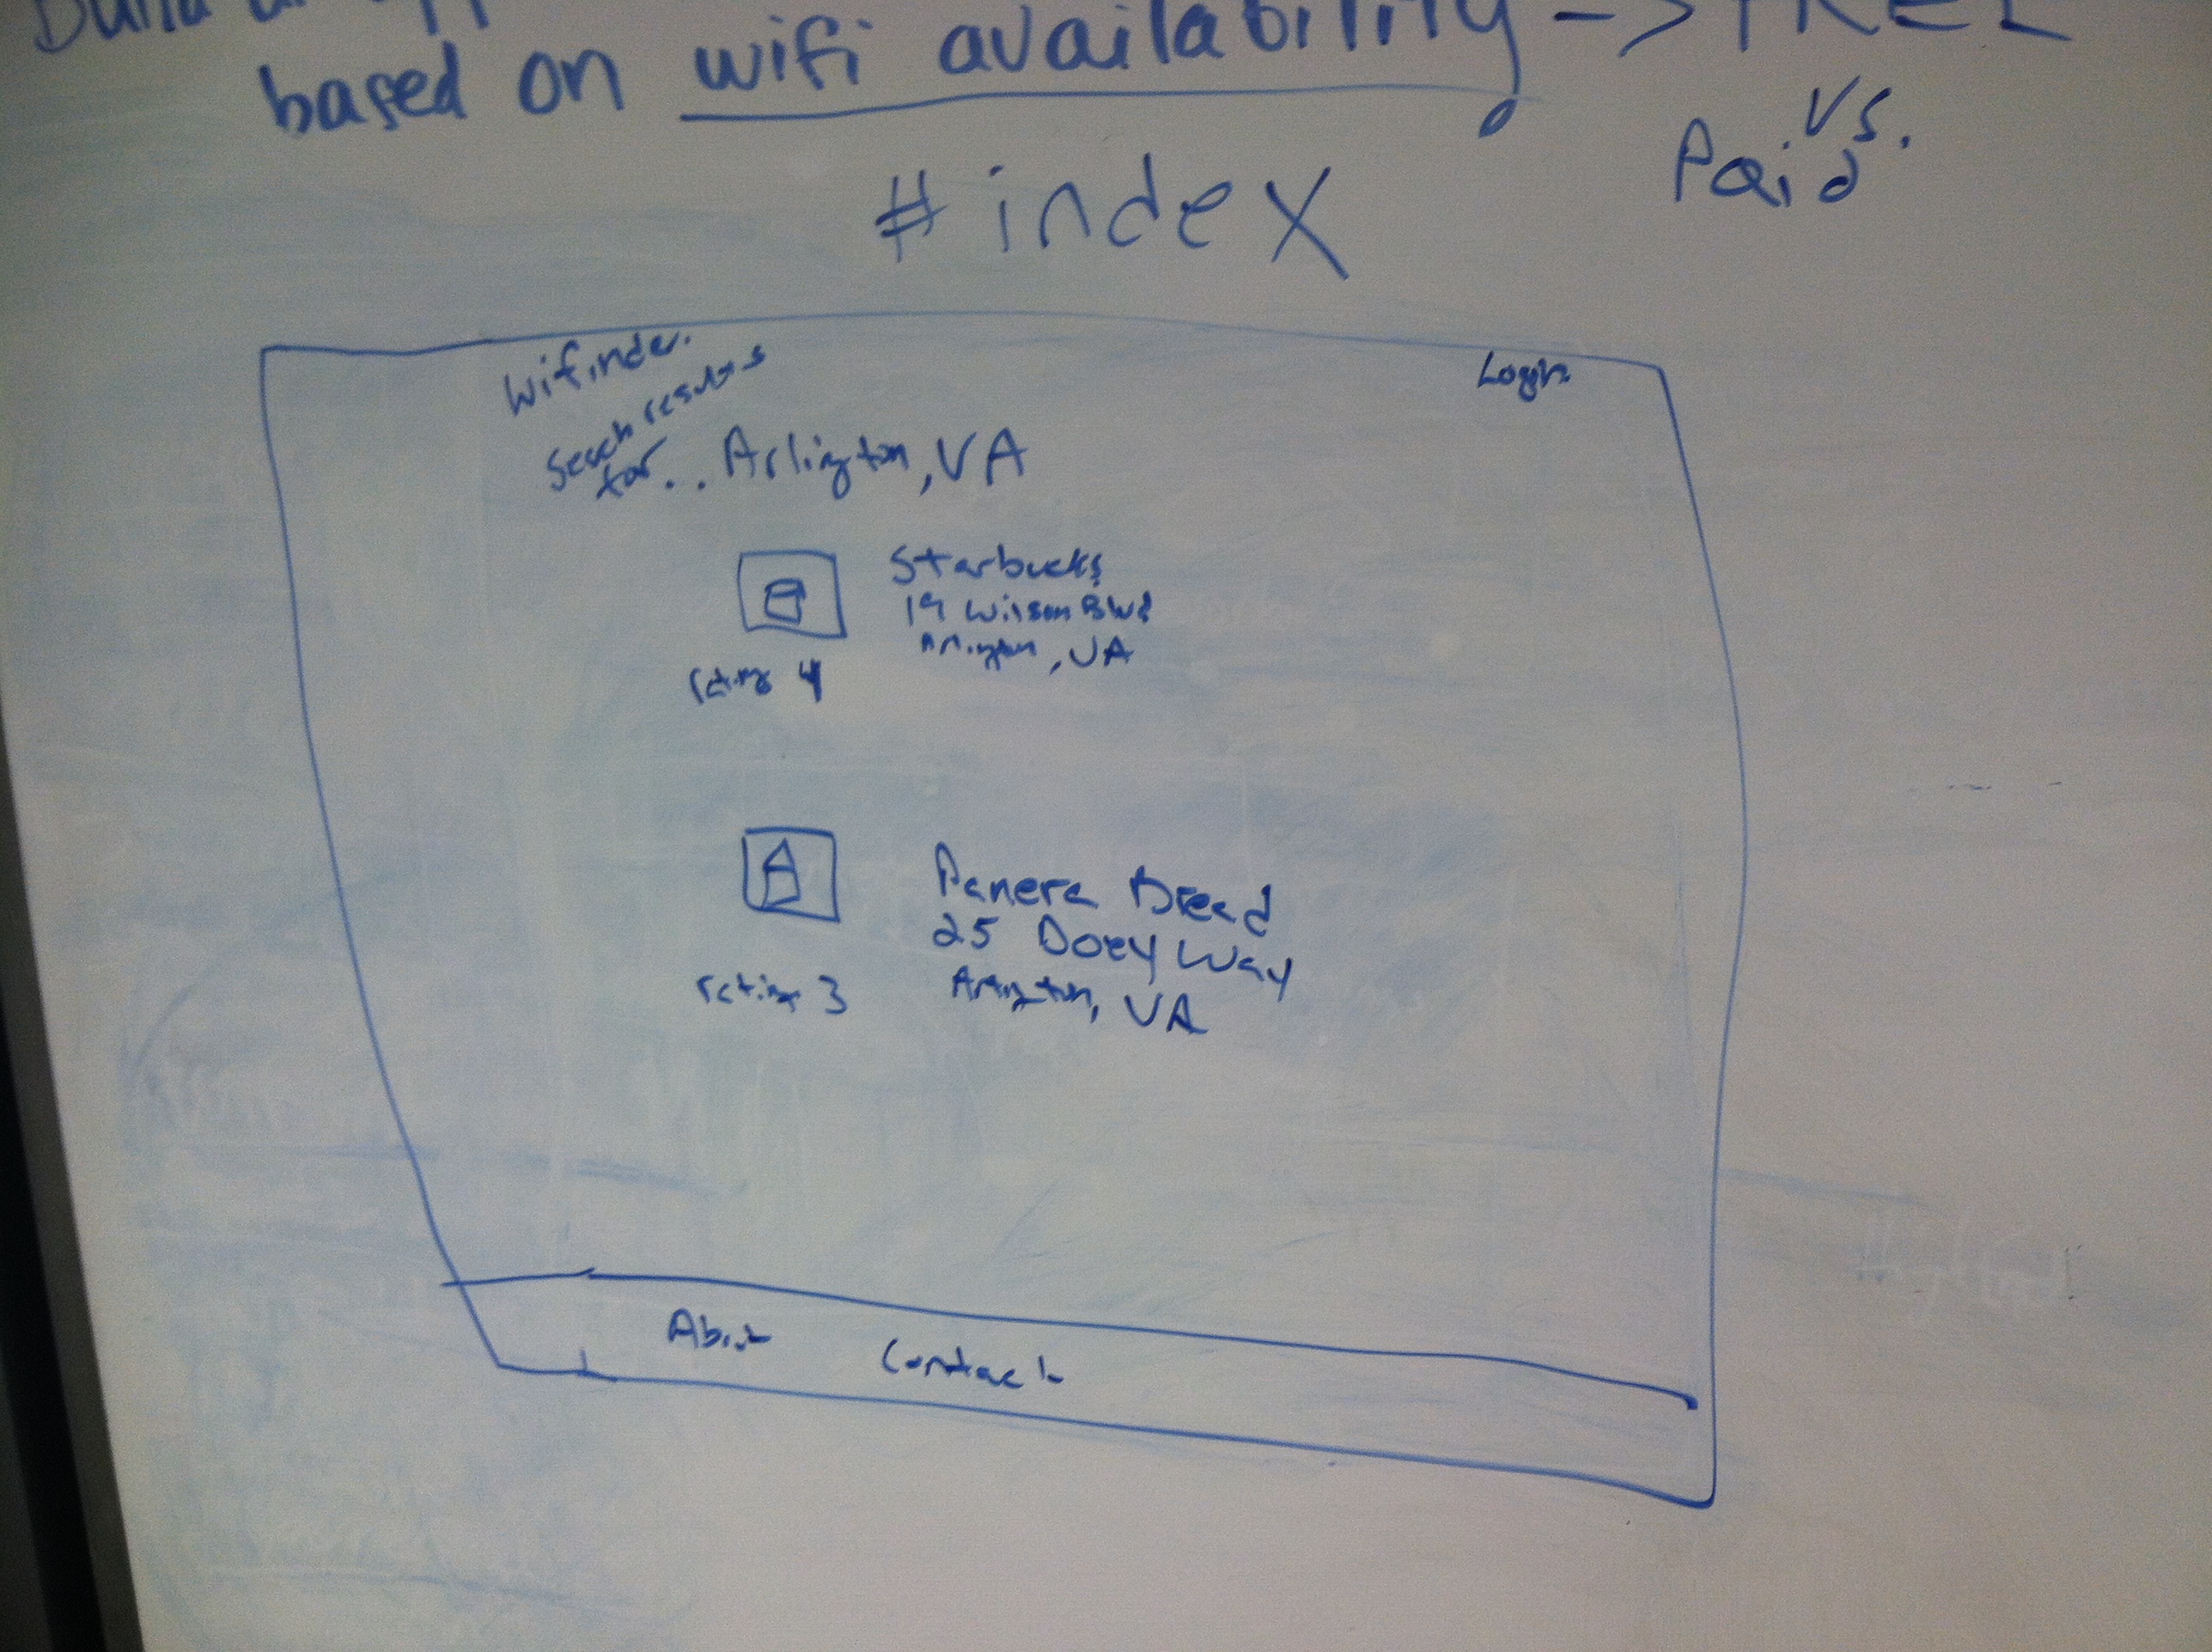 Build
based on wifi availability -> FREE
vs.
Paid
#index
Wifinder.
Login
Search results
for.. Arlington, VA
Starbucks
19 Wilson Blvd
Arlington, VA
rating 4
Panera Bread
25 Doey Way
Arlington, VA
rating 3
About
Contact